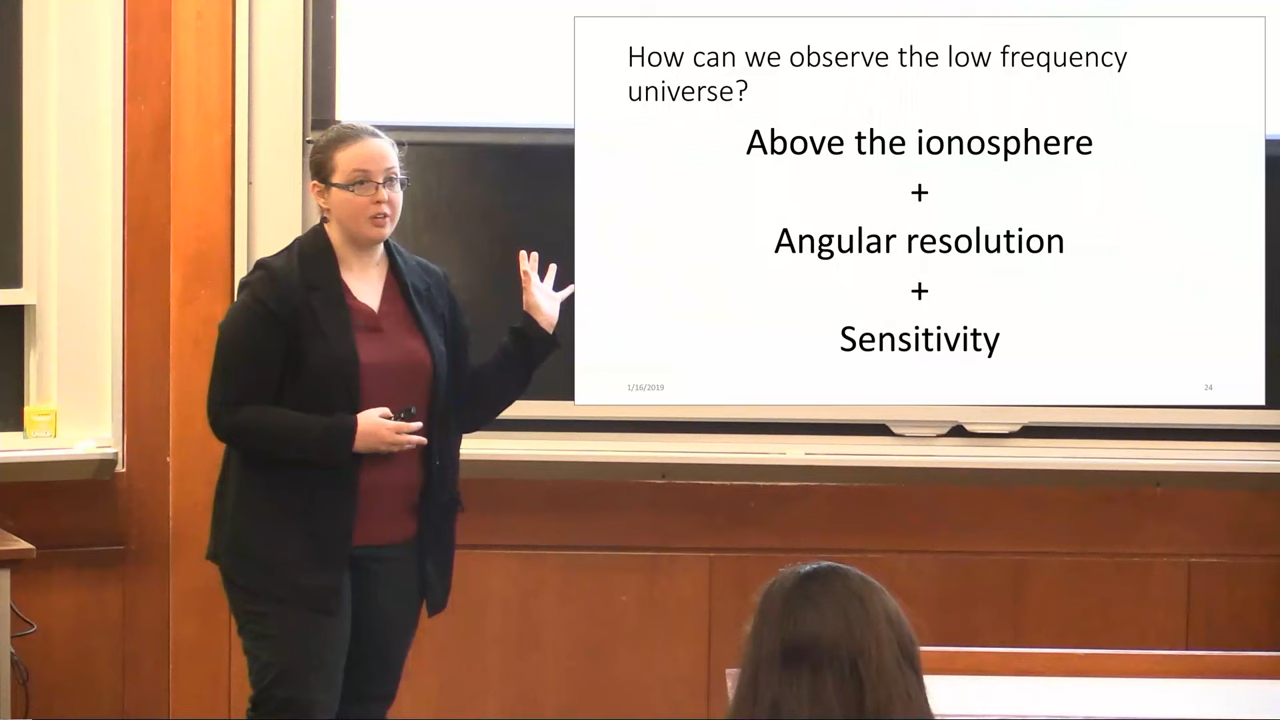 How can we observe the low frequency
universe?
Above the ionosphere
+
Angular resolution
+
Sensitivity
1/16/2019
24